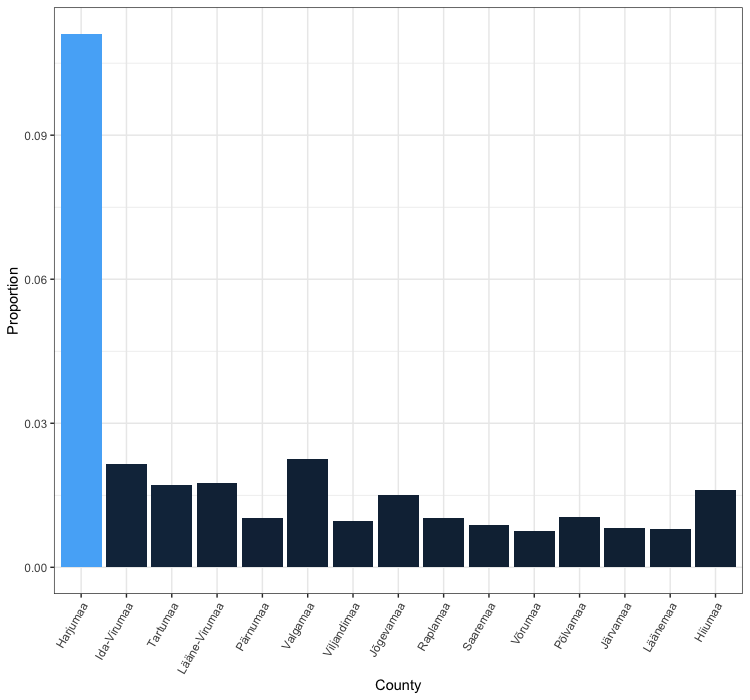 0.09
0.06
0.03
0.00
Proportion
Harjumaa
Ida-Virumaa
Tartumaa
Lääne-Virumaa
Pärnumaa
Valgamaa
Viljandimaa
Jõgevamaa
Raplamaa
Saaremaa
Võrumaa
Põlvamaa
Järvamaa
Läänemaa
Hiiumaa
County